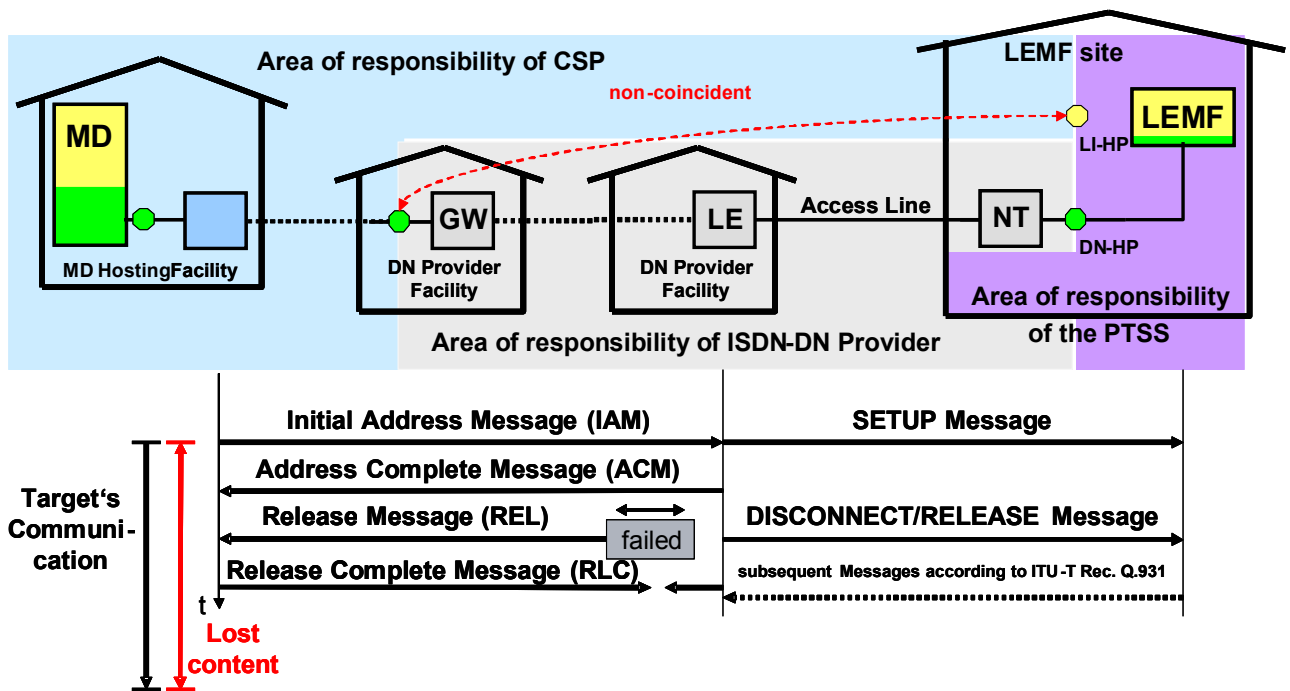 Area of responsibility of CSP
LEMF site
non-coincident
MD
LEMF
LI-HP
GW
LE
Access Line
NT
DN-HP
MD HostingFacility
DN Provider
Facility
DN Provider
Facility
Area of responsibility
of the PTSS
Area of responsibility of ISDN-DN Provider
Initial Address Message (IAM)
SETUP Message
Address Complete Message (ACM)
Target‘s
Communi-
cation
Release Message (REL)
failed
DISCONNECT/RELEASE Message
Release Complete Message (RLC)
subsequent Messages according to ITU-T Rec. Q.931
t
Lost
content